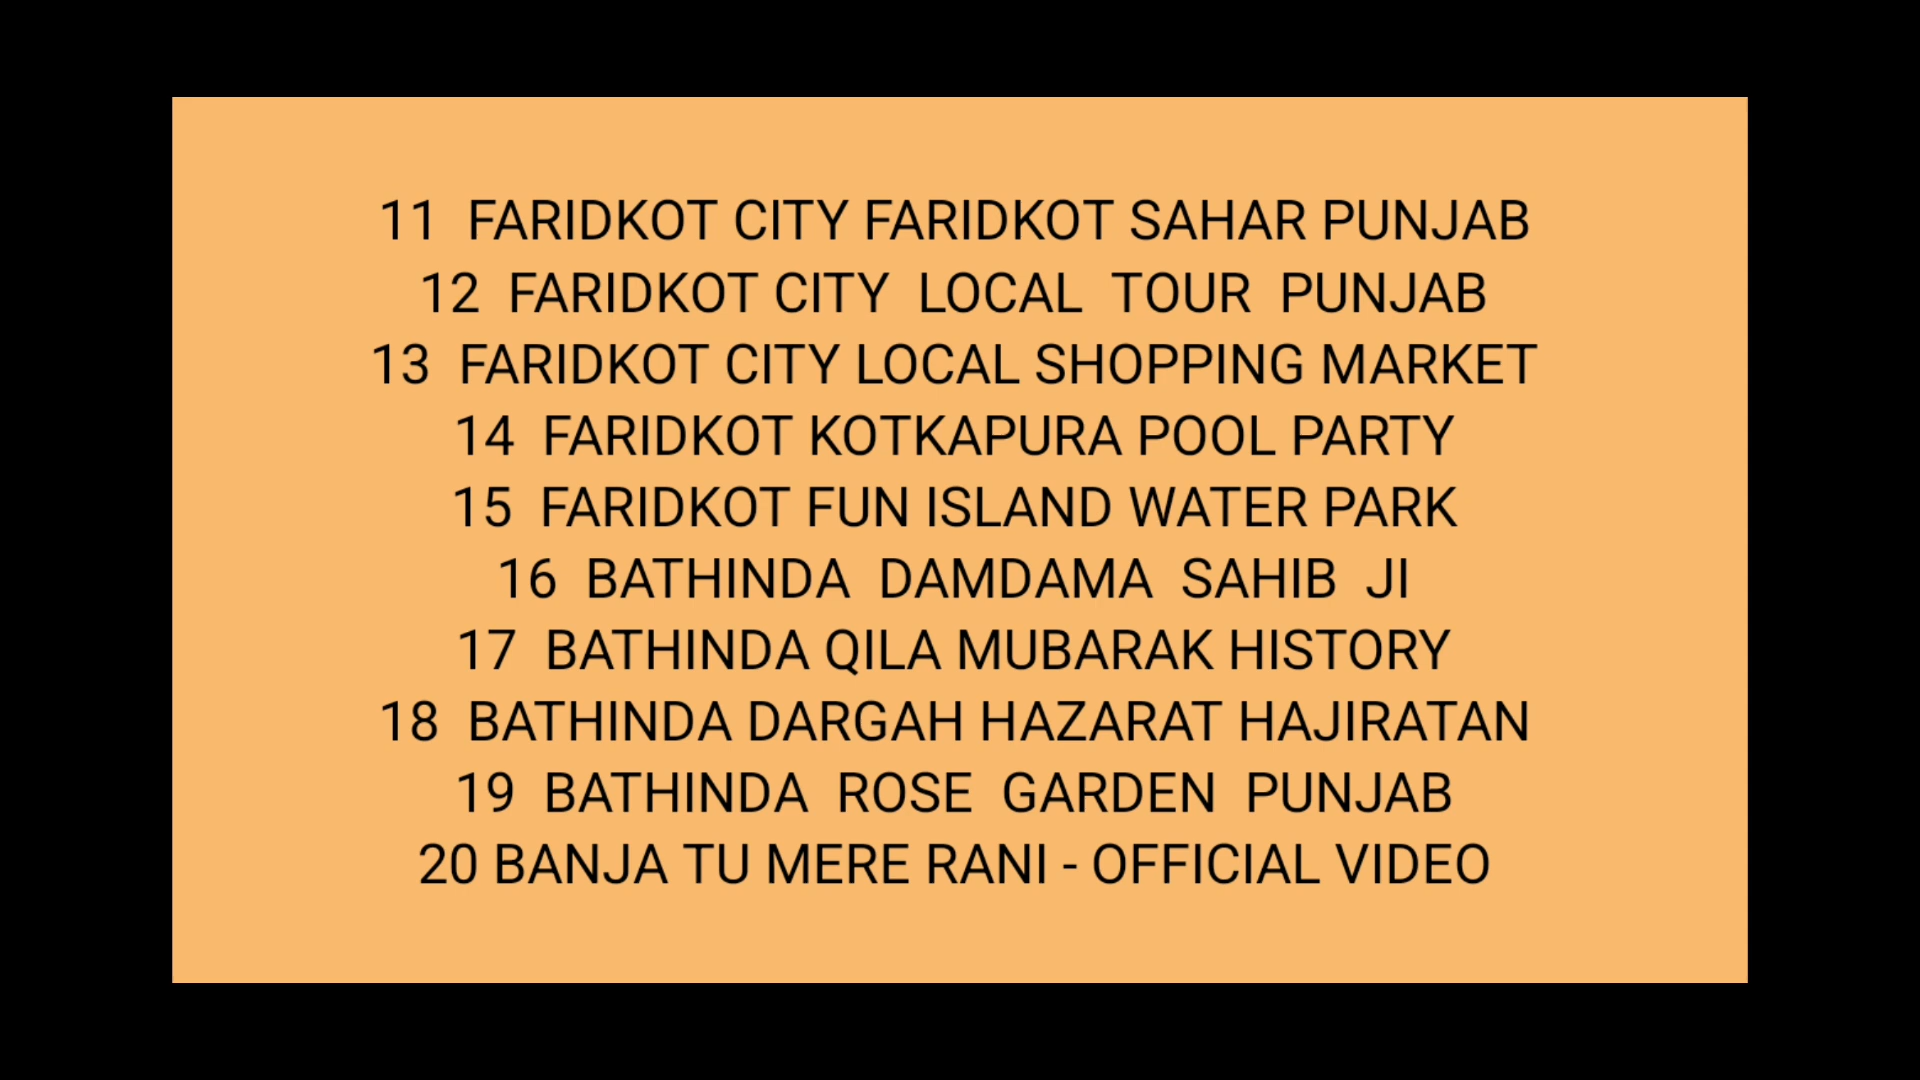 11  FARIDKOT CITY FARIDKOT SAHAR PUNJAB
12  FARIDKOT CITY  LOCAL  TOUR  PUNJAB
13  FARIDKOT CITY LOCAL SHOPPING MARKET
14  FARIDKOT KOTKAPURA POOL PARTY
15  FARIDKOT FUN ISLAND WATER PARK
16  BATHINDA  DAMDAMA  SAHIB  JI
17  BATHINDA QILA MUBARAK HISTORY
18  BATHINDA DARGAH HAZARAT HAJIRATAN
19  BATHINDA  ROSE  GARDEN  PUNJAB
20 BANJA TU MERE RANI - OFFICIAL VIDEO